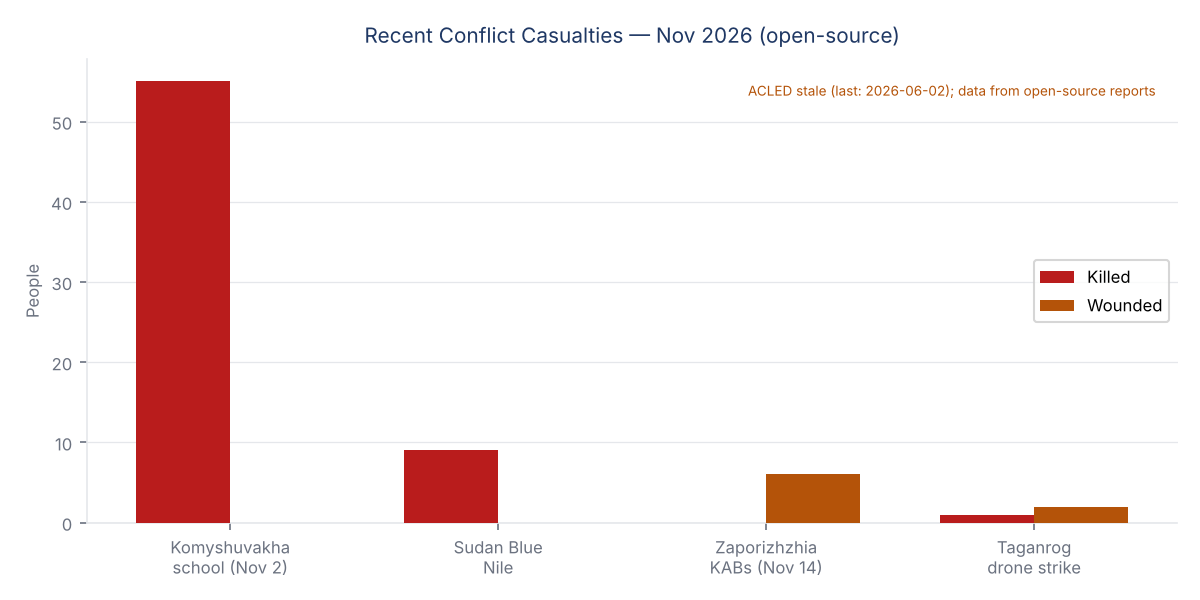 Recent Conflict Casualties — Nov 2026 (open-source)
ACLED stale (last: 2026-06-02); data from open-source reports
People
50
40
30
20
10
0
Killed
Wounded
Komyshuvakha
school (Nov 2)
Sudan Blue
Nile
Zaporizhzhia
KABs (Nov 14)
Taganrog
drone strike